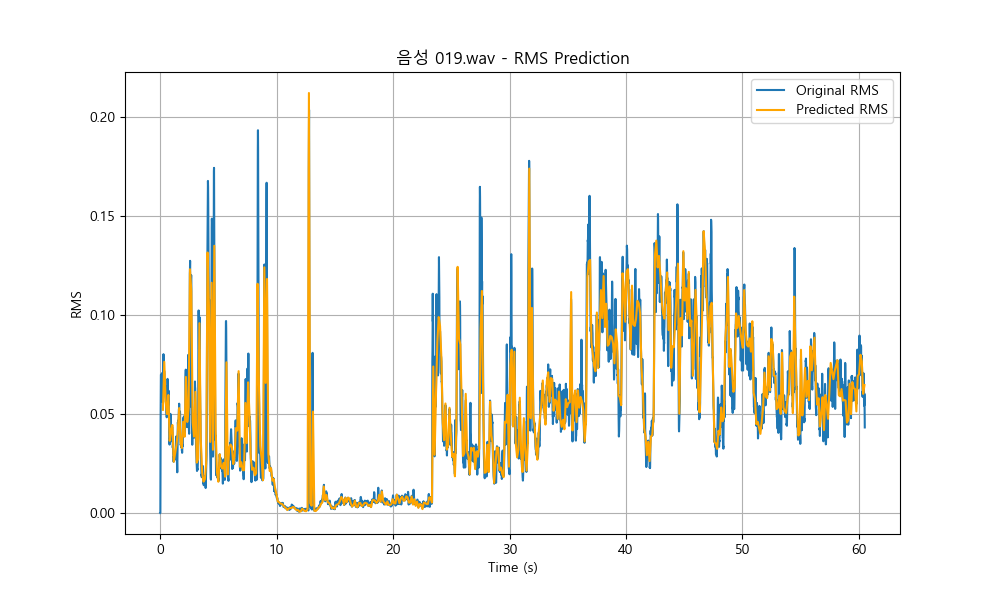 음성 019.wav - RMS Prediction
Original RMS
Predicted RMS
0.20
0.15
0.10
0.05
0.00
RMS
0 10 20 30 40 50 60
Time (s)